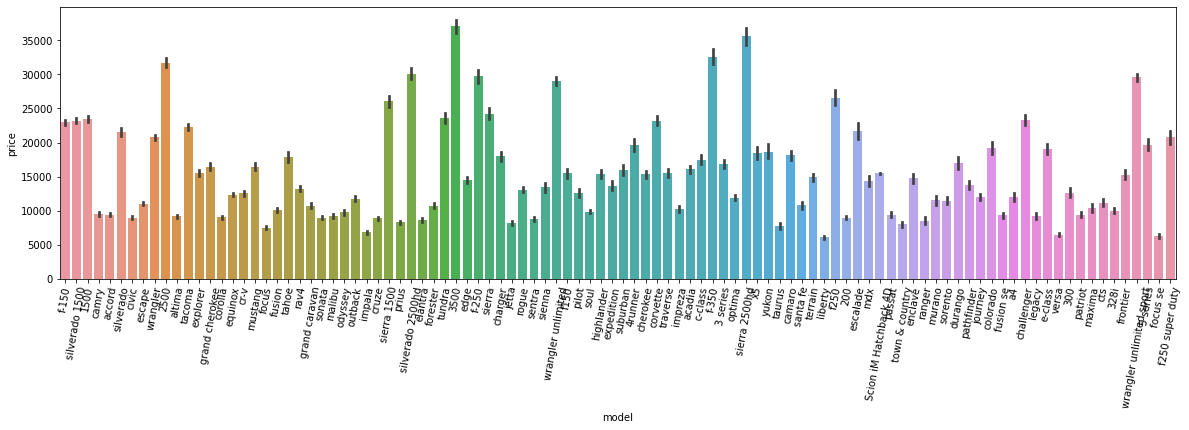 price
35000
30000
25000
20000
15000
10000
5000
0
f-150
silverado 1500
1500
camry
accord
silverado
civic
escape
wrangler
2500
altima
tacoma
explorer
grand cherokee
corolla
equinox
cr-v
mustang
focus
fusion
tahoe
rav4
grand caravan
sonata
malibu
odyssey
outback
impala
cruze
sierra 1500
prius
silverado 2500hd
elantra
forester
tundra
3500
edge
f-250
sierra
charger
jetta
rogue
sentra
sienna
wrangler unlimited
f150
pilot
soul
highlander
expedition
suburban
4runner
cherokee
corvette
traverse
impreza
acadia
c-class
f-350
3 series
optima
sierra 2500hd
yukon
taurus
camaro
santa fe
terrain
liberty
f250
200
escalade
mdx
Scion iM Hatchback 4D
passat
town & country
enclave
ranger
murano
sorento
durango
pathfinder
journey
colorado
fusion se
a4
challenger
legacy
e-class
versa
300
patriot
maxima
cts
328i
frontier
wrangler unlimited sport
focus se
f250 super duty
model